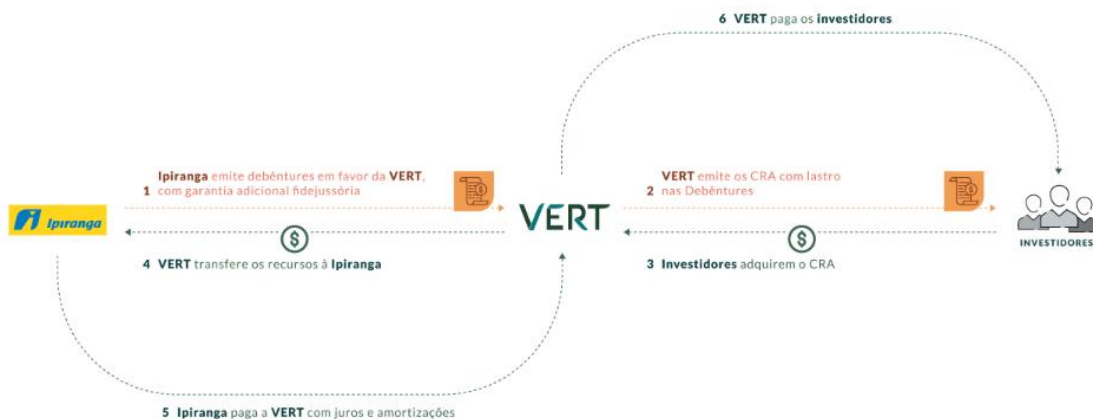 6 VERT paga os investidores
Ipiranga emite debêntures em favor da VERT,
1 com garantia adicional fidejussória
VERT emite os CRA com lastro
2 nas Debêntures
Ipiranga
VERT
INVESTIDORES
4 VERT transfere os recursos à Ipiranga
3 Investidores adquirem o CRA
5 Ipiranga paga a VERT com juros e amortizações